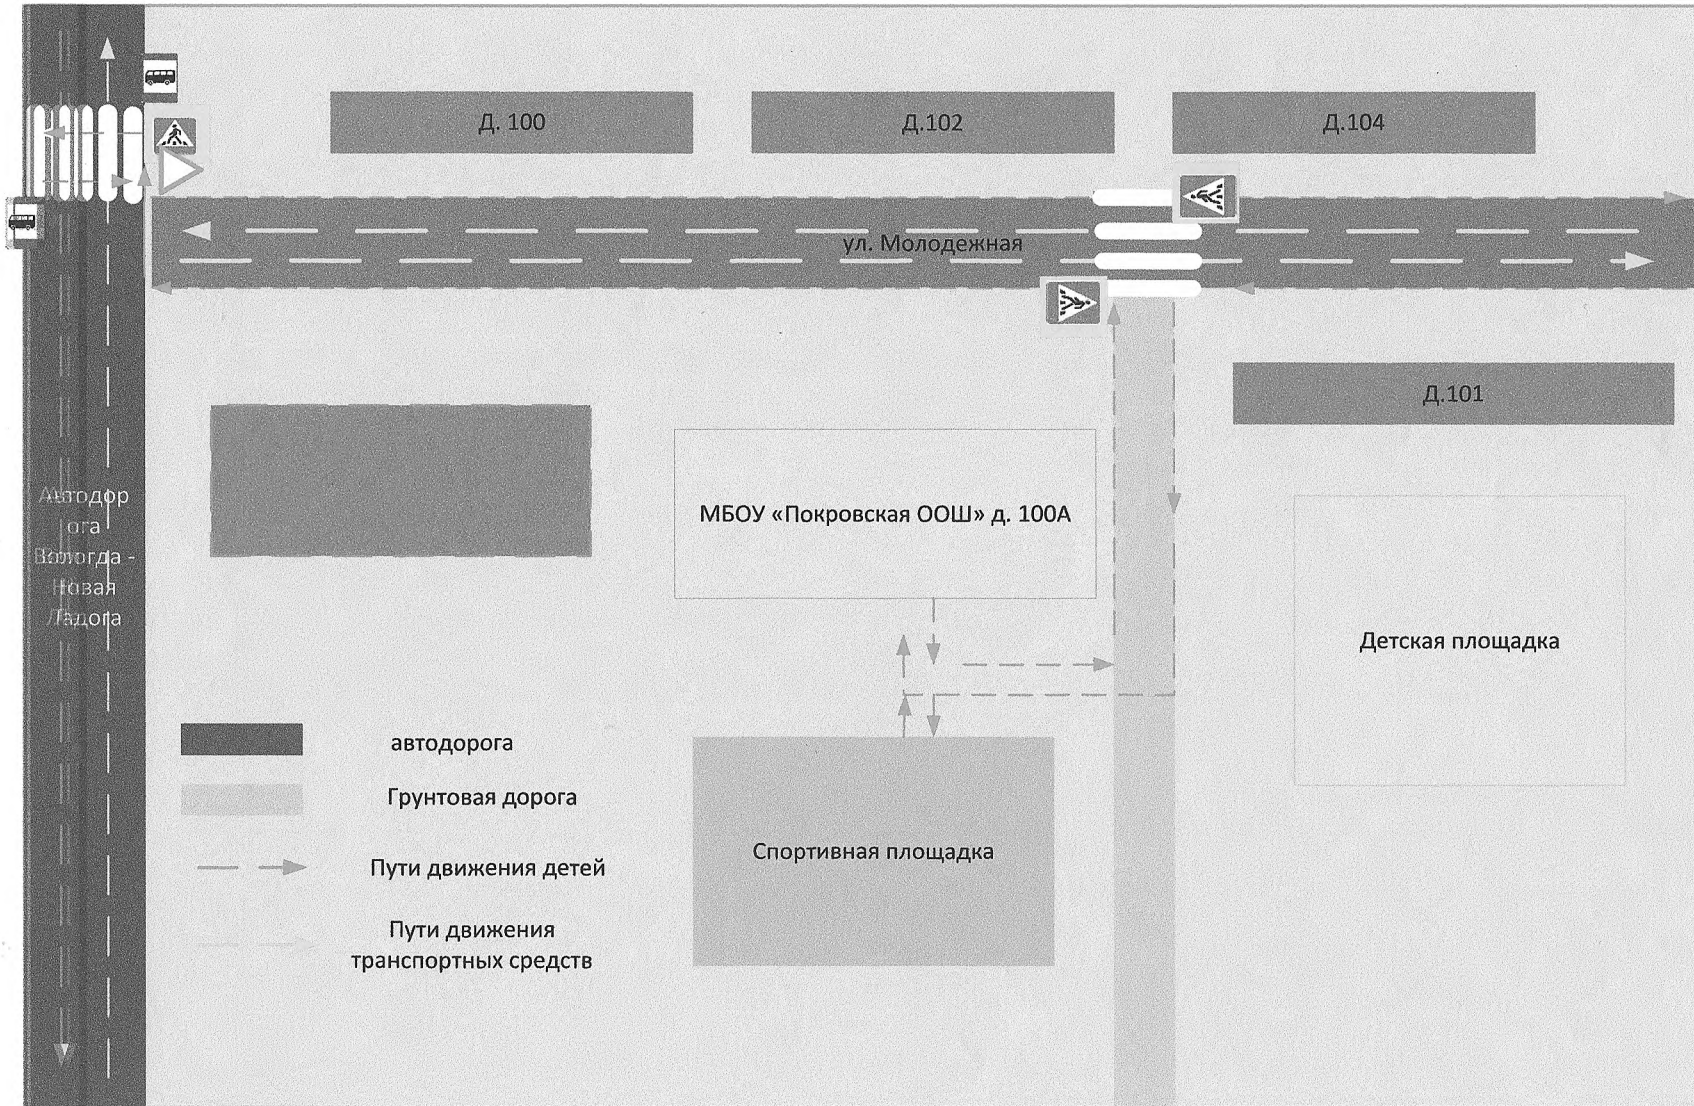 Д. 100
Д.102
Д.104
ул. Молодежная
Д.101
Автодор
ога
Вологда -
Новая
Ладога
МБОУ «Покровская ООШ» д. 100А
Детская площадка
автодорога
Грунтовая дорога
Пути движения детей
Пути движения
транспортных средств
Спортивная площадка